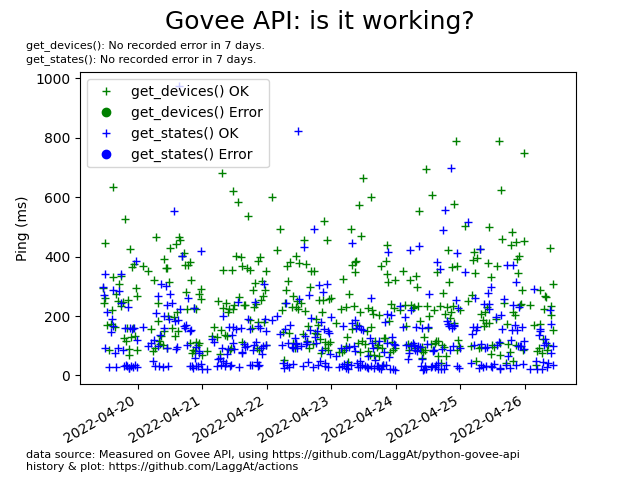 Govee API: is it working?
get_devices(): No recorded error in 7 days.
get_states(): No recorded error in 7 days.
1000
800
600
400
200
0
Ping (ms)
get_devices() OK
get_devices() Error
get_states() OK
get_states() Error
2022-04-20
2022-04-21
2022-04-22
2022-04-23
2022-04-24
2022-04-25
2022-04-26
data source: Measured on Govee API, using https://github.com/LaggAt/python-govee-api
history & plot: https://github.com/LaggAt/actions